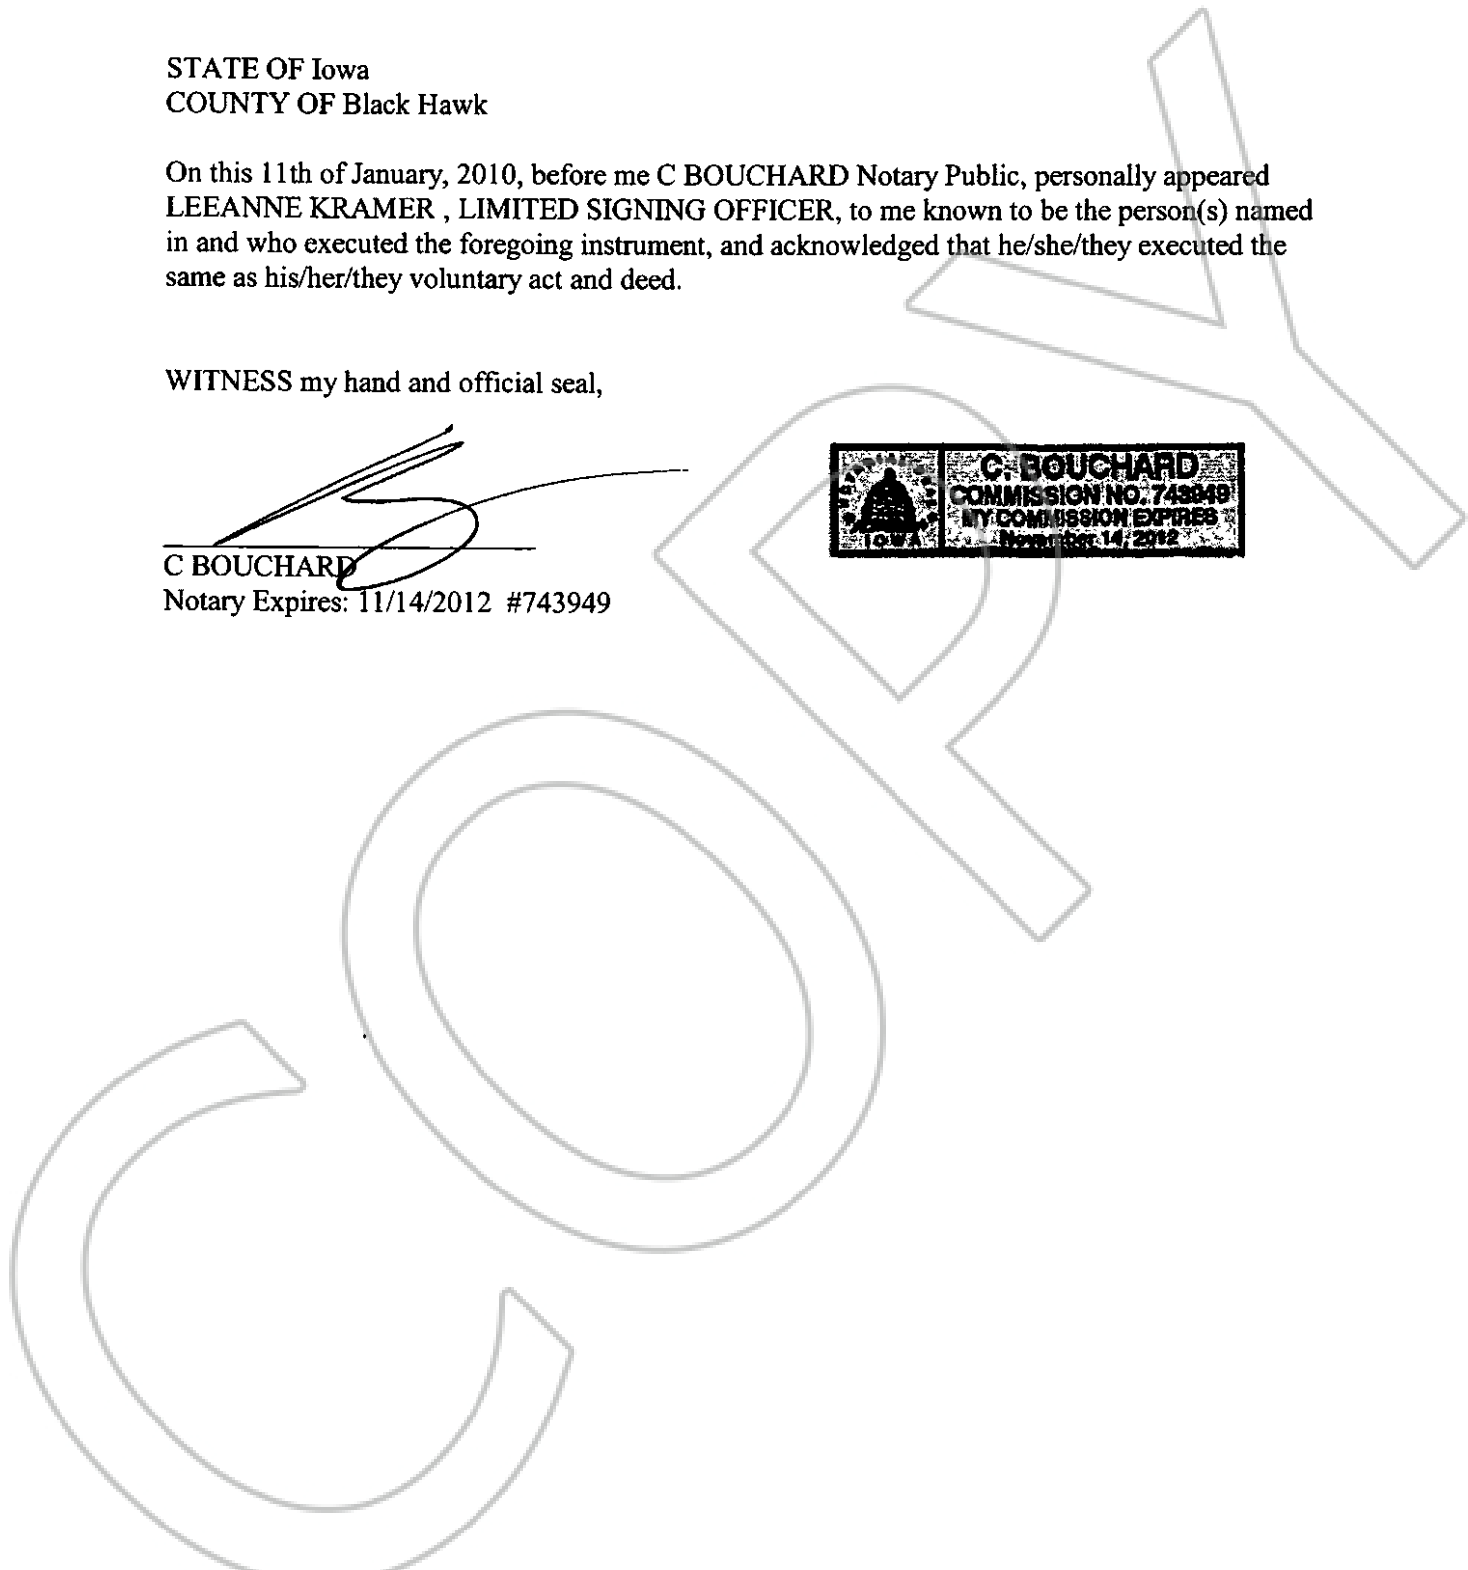 STATE OF Iowa
COUNTY OF Black Hawk
On this 11th of January, 2010, before me C BOUCHARD Notary Public, personally appeared
LEEANNE KRAMER , LIMITED SIGNING OFFICER, to me known to be the person(s) named
in and who executed the foregoing instrument, and acknowledged that he/she/they executed the
same as his/her/they voluntary act and deed.
WITNESS my hand and official seal,
C. BOUCHARD
COMMISSION NO. 743949
MY COMMISSION EXPIRES
November 14, 2012
IOWA
C BOUCHARD
Notary Expires: 11/14/2012 #743949
COPY